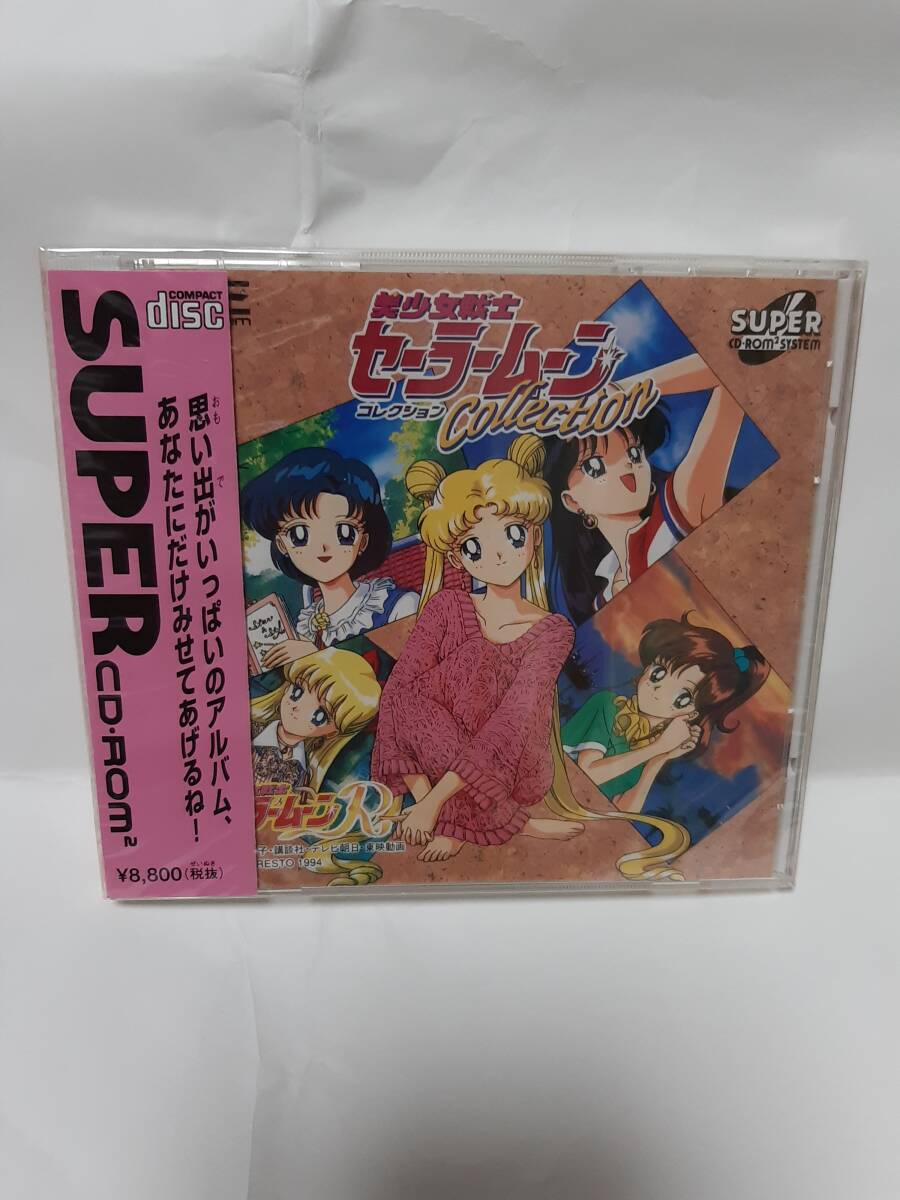 COMPACT
disc
SUPER CD・ROM²
思い出がいっぱいのアルバム、
おも で
あなたにだけみせてあげるね!
¥8,800(税抜)
ぜいぬき
美少女戦士
セーラームーン
コレクション
Collection
SUPER
CD・ROM² SYSTEM
ラームーンR
子・講談社・テレビ朝日・東映動画
RESTO 1994